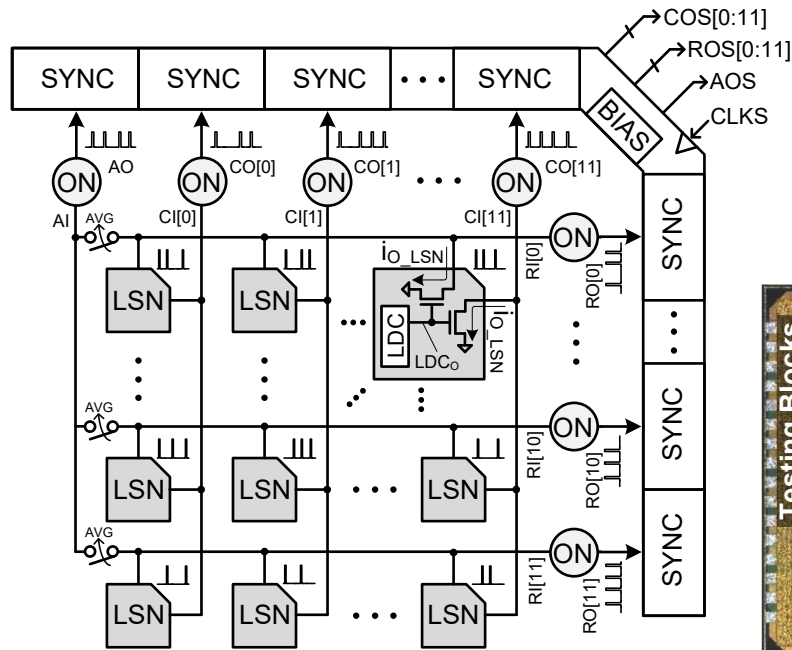 COS[0:11]
ROS[0:11]
AOS
CLKS
SYNC SYNC SYNC SYNC
BIAS
AO CO[0] CO[1] CO[11]
ON ON ON ON
AI CI[0] CI[1] CI[11]
AVG
RI[0] ON RO[0] SYNC
iO_LSN
LSN LSN
LDC
LDCO
iO_LSN
AVG
RI[10] ON RO[10] SYNC
LSN LSN LSN
AVG
RI[11] ON RO[11] SYNC
LSN LSN LSN
Testing Blocks